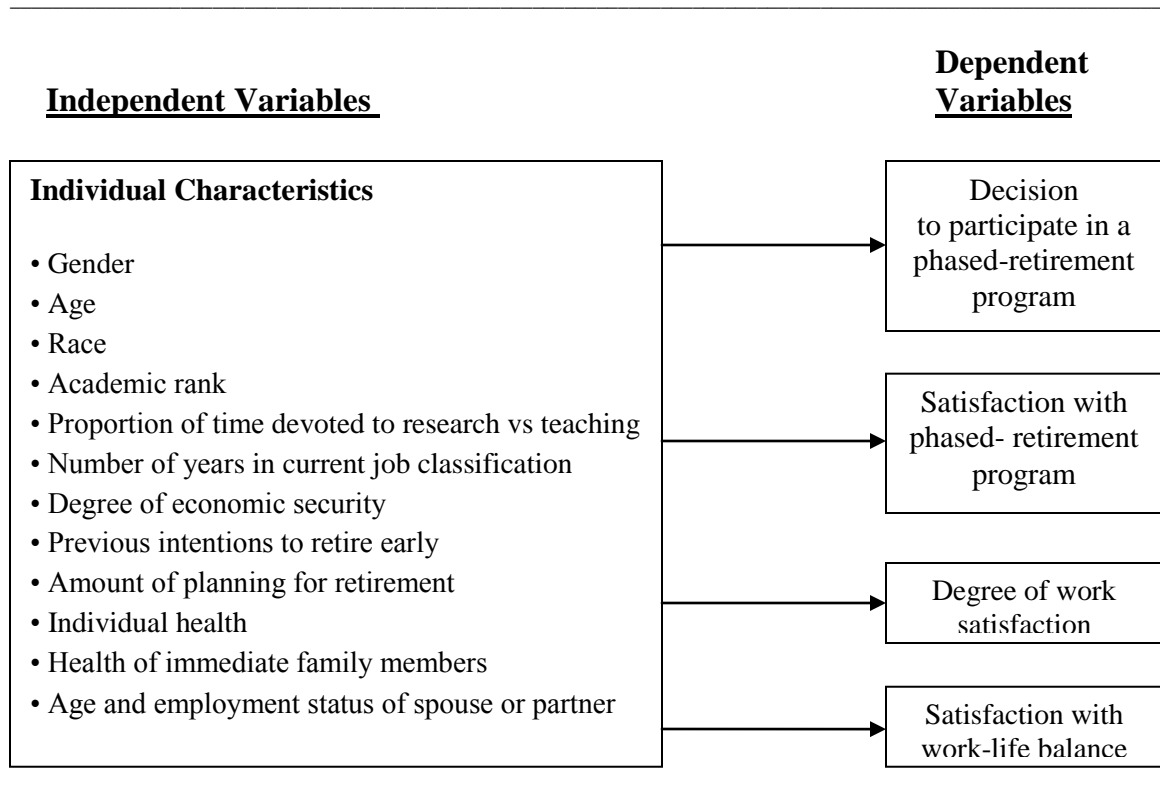 Independent Variables
Dependent
Variables
Individual Characteristics
• Gender
• Age
• Race
• Academic rank
• Proportion of time devoted to research vs teaching
• Number of years in current job classification
• Degree of economic security
• Previous intentions to retire early
• Amount of planning for retirement
• Individual health
• Health of immediate family members
• Age and employment status of spouse or partner
Decision
to participate in a
phased-retirement
program
Satisfaction with
phased- retirement
program
Degree of work
satisfaction
Satisfaction with
work-life balance